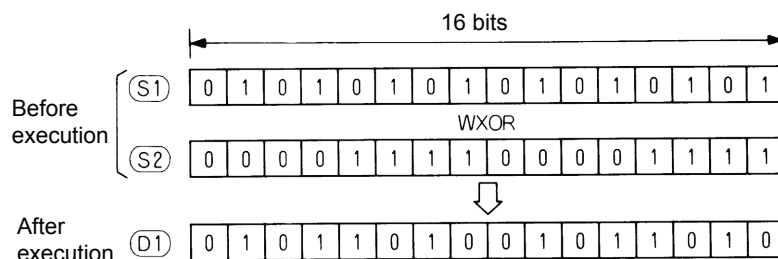 16 bits
S1 0 1 0 1 0 1 0 1 0 1 0 1 0 1 0 1
Before
execution
WXOR
S2 0 0 0 0 1 1 1 1 0 0 0 0 1 1 1 1
After
execution
D1 0 1 0 1 1 0 1 0 0 1 0 1 1 0 1 0